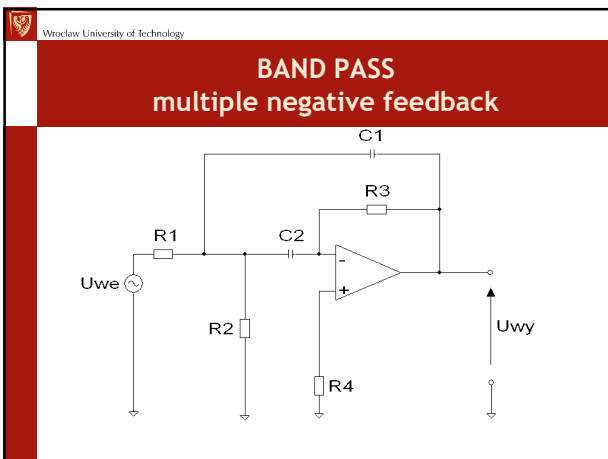 Wroclaw University of Technology
BAND PASS
multiple negative feedback
C1
R3
R1
C2
-
+
Uwe
R2
Uwy
R4